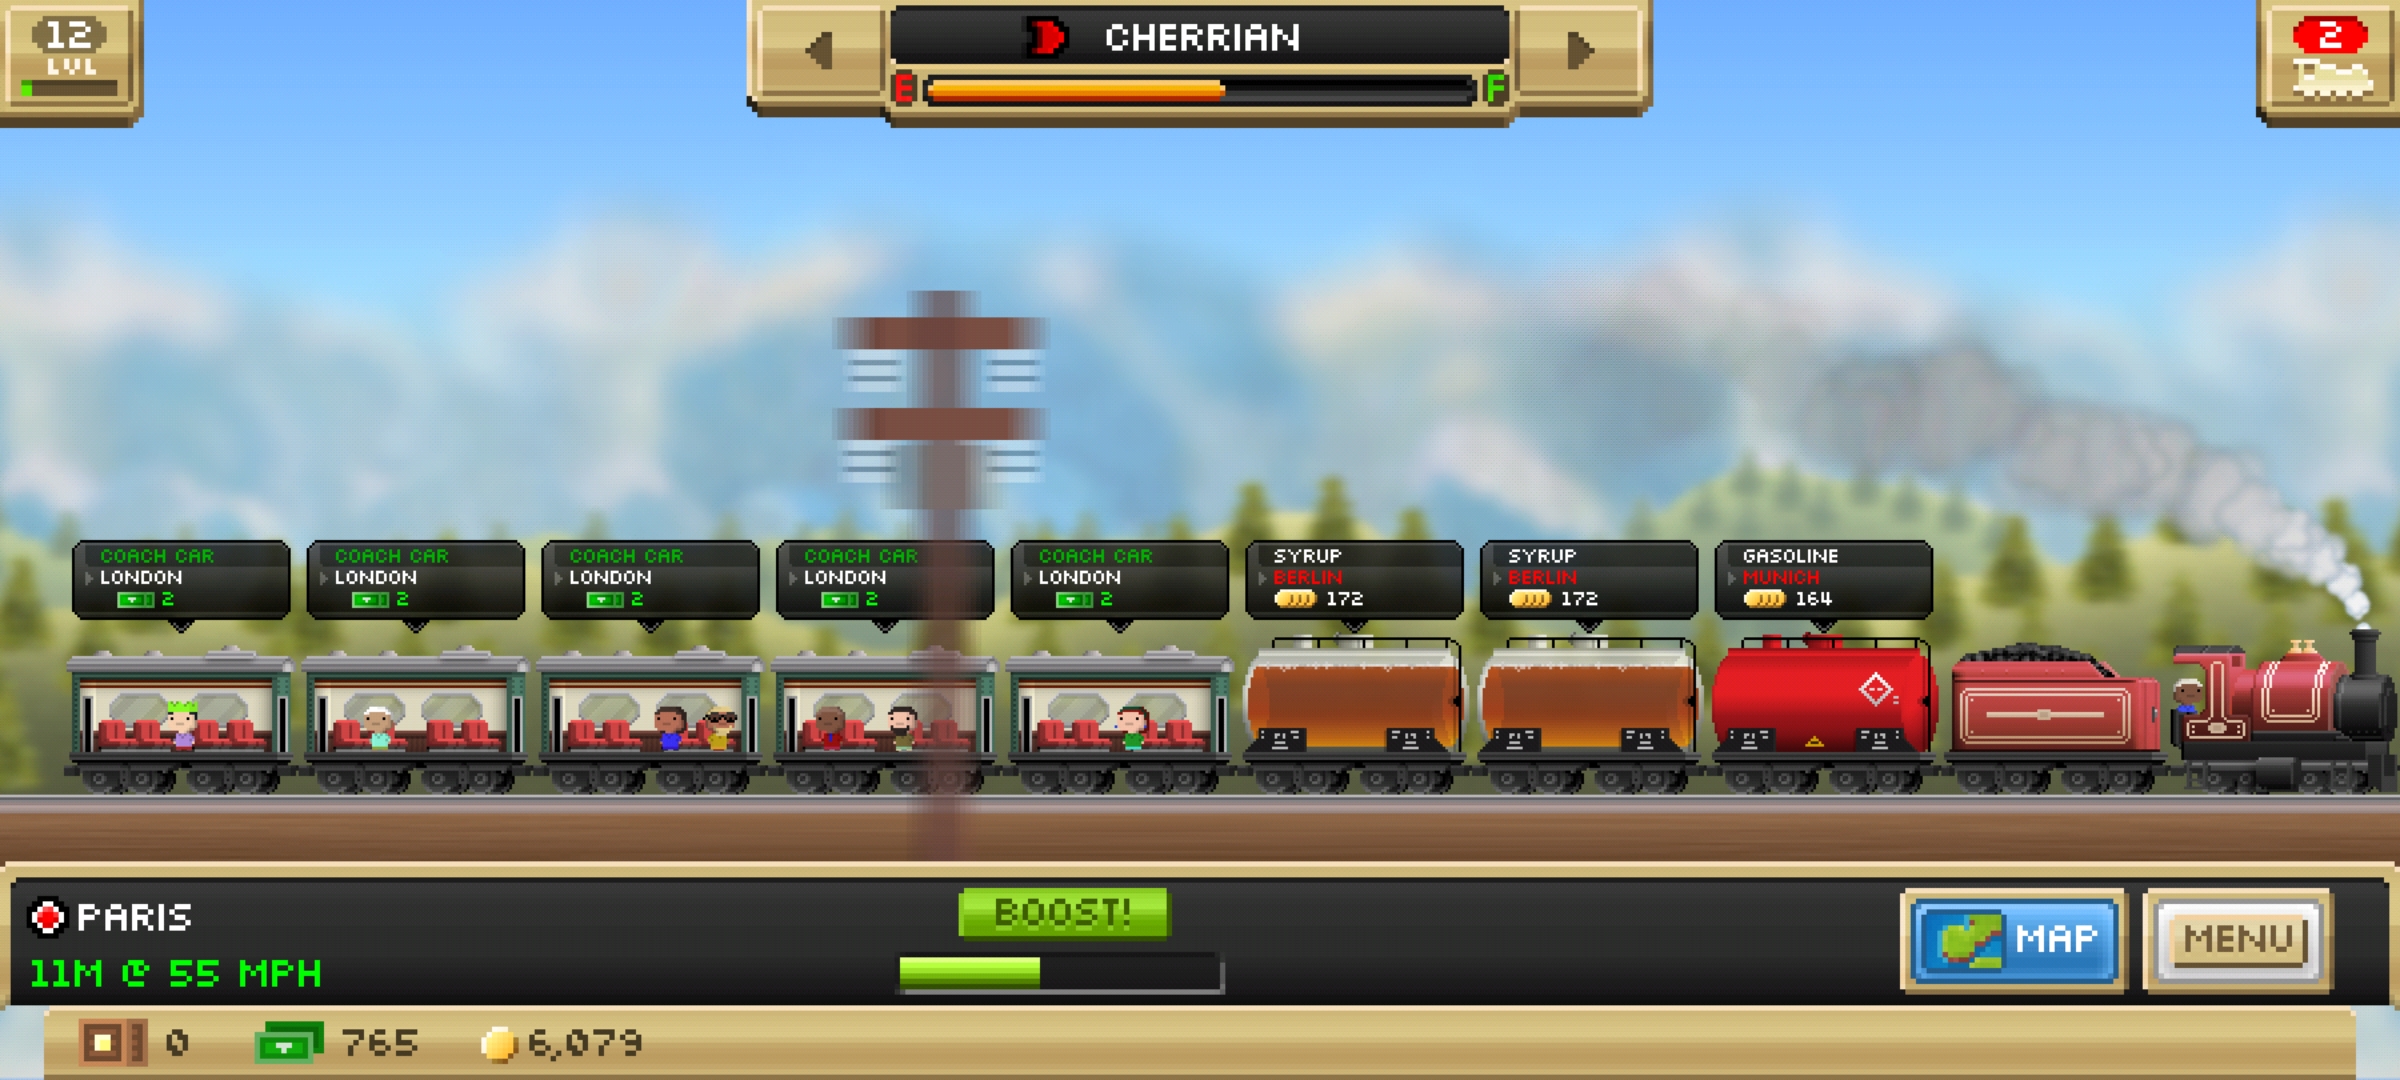 12
LVL
CHERRIAN
E
F
2
COACH CAR
LONDON
2
COACH CAR
LONDON
2
COACH CAR
LONDON
2
COACH CAR
LONDON
2
COACH CAR
LONDON
2
SYRUP
BERLIN
172
SYRUP
BERLIN
172
GASOLINE
MUNICH
164
PARIS
11M @ 55 MPH
BOOST!
MAP
MENU
0
765
6,079